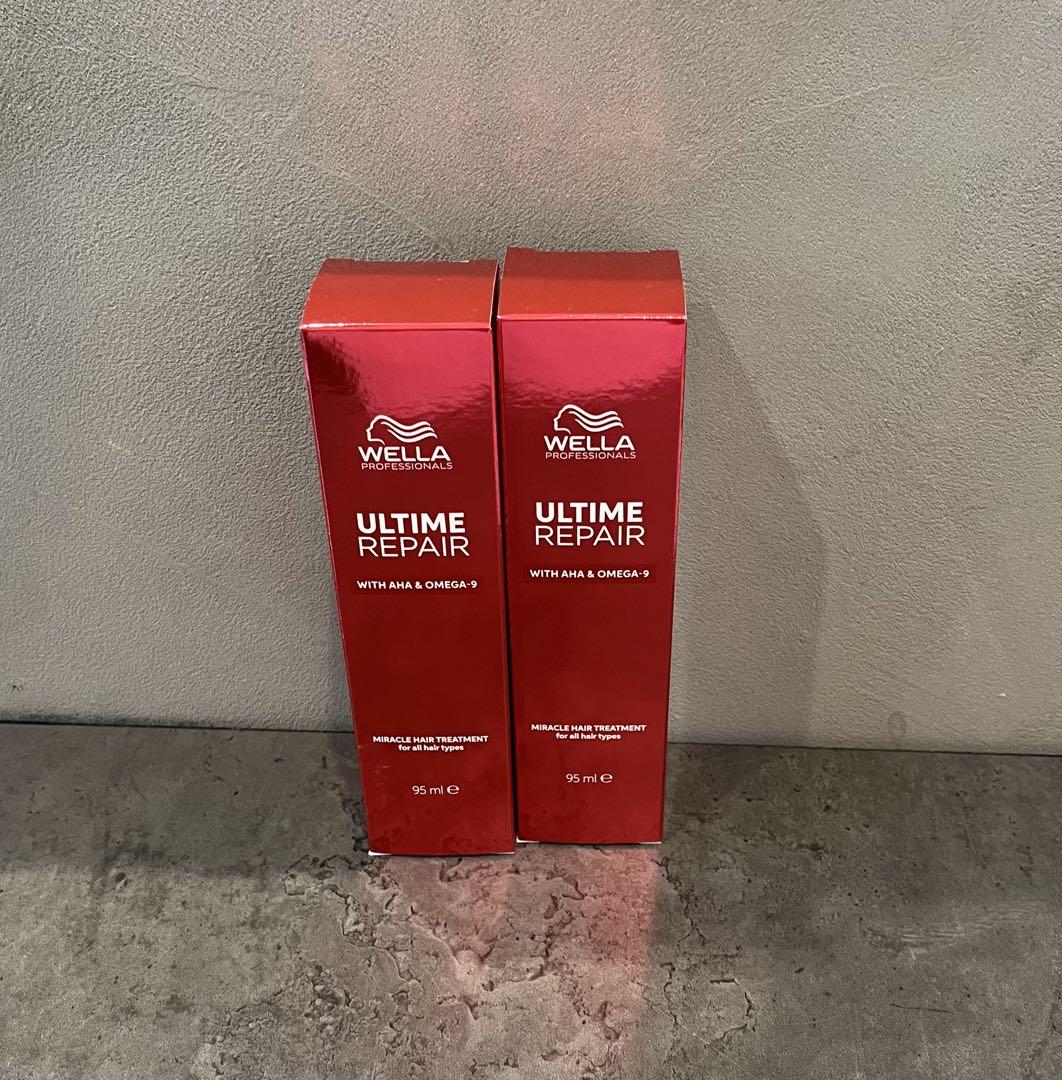 WELLA
PROFESSIONALS
ULTIME
REPAIR
WITH AHA & OMEGA-9
MIRACLE HAIR TREATMENT
for all hair types
95 ml ℮
WELLA
PROFESSIONALS
ULTIME
REPAIR
WITH AHA & OMEGA-9
MIRACLE HAIR TREATMENT
for all hair types
95 ml ℮